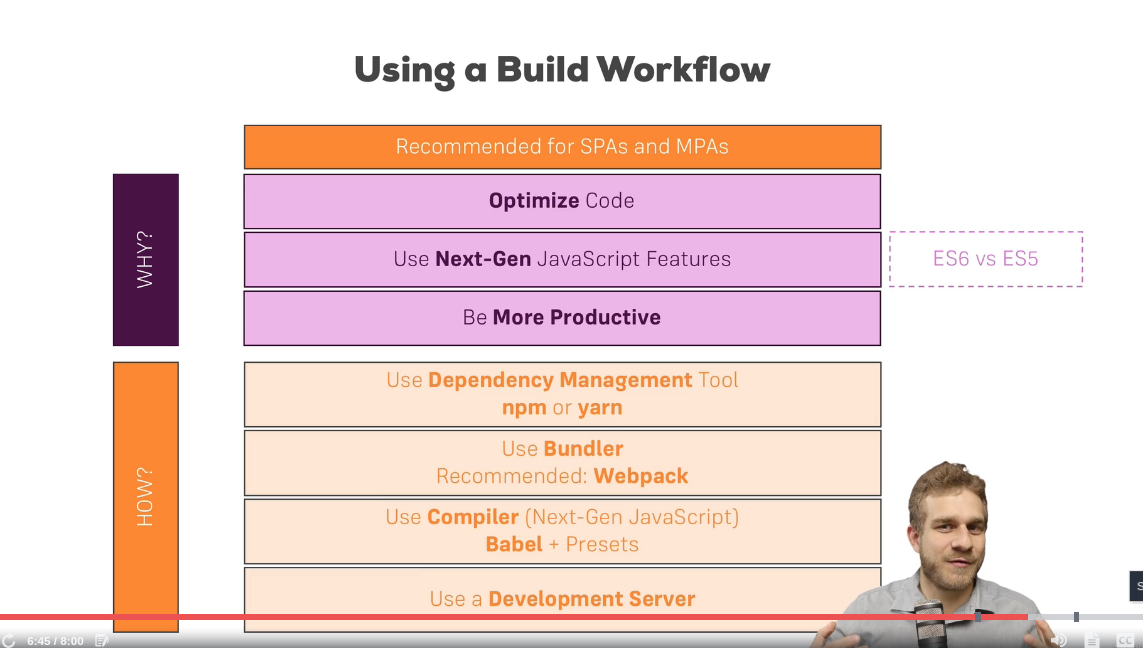 Using a Build Workflow
Recommended for SPAs and MPAs
WHY?
Optimize Code
Use Next-Gen JavaScript Features
ES6 vs ES5
Be More Productive
HOW?
Use Dependency Management Tool
npm or yarn
Use Bundler
Recommended: Webpack
Use Compiler (Next-Gen JavaScript)
Babel + Presets
Use a Development Server
S
6:45 / 8:00
CC